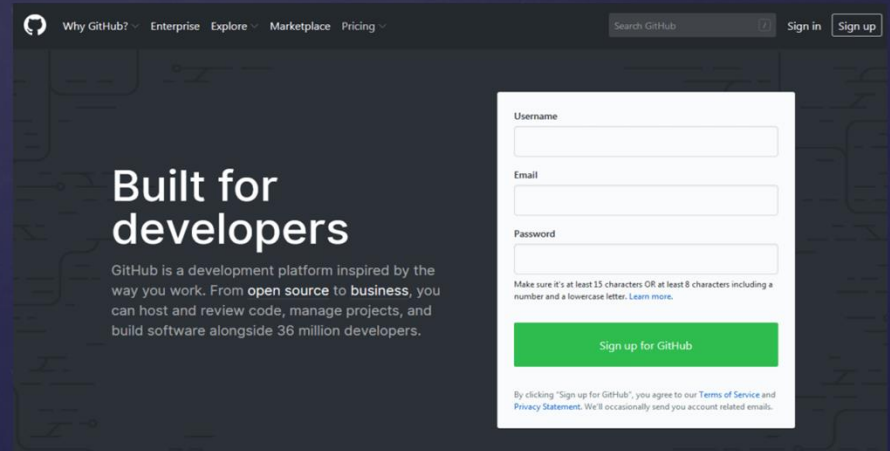 Why GitHub? Enterprise Explore Marketplace Pricing Search GitHub / Sign in Sign up
Built for
developers
GitHub is a development platform inspired by the
way you work. From open source to business, you
can host and review code, manage projects, and
build software alongside 36 million developers.
Username
Email
Password
Make sure it's at least 15 characters OR at least 8 characters including a
number and a lowercase letter. Learn more.
Sign up for GitHub
By clicking "Sign up for GitHub", you agree to our Terms of Service and
Privacy Statement. We'll occasionally send you account related emails.